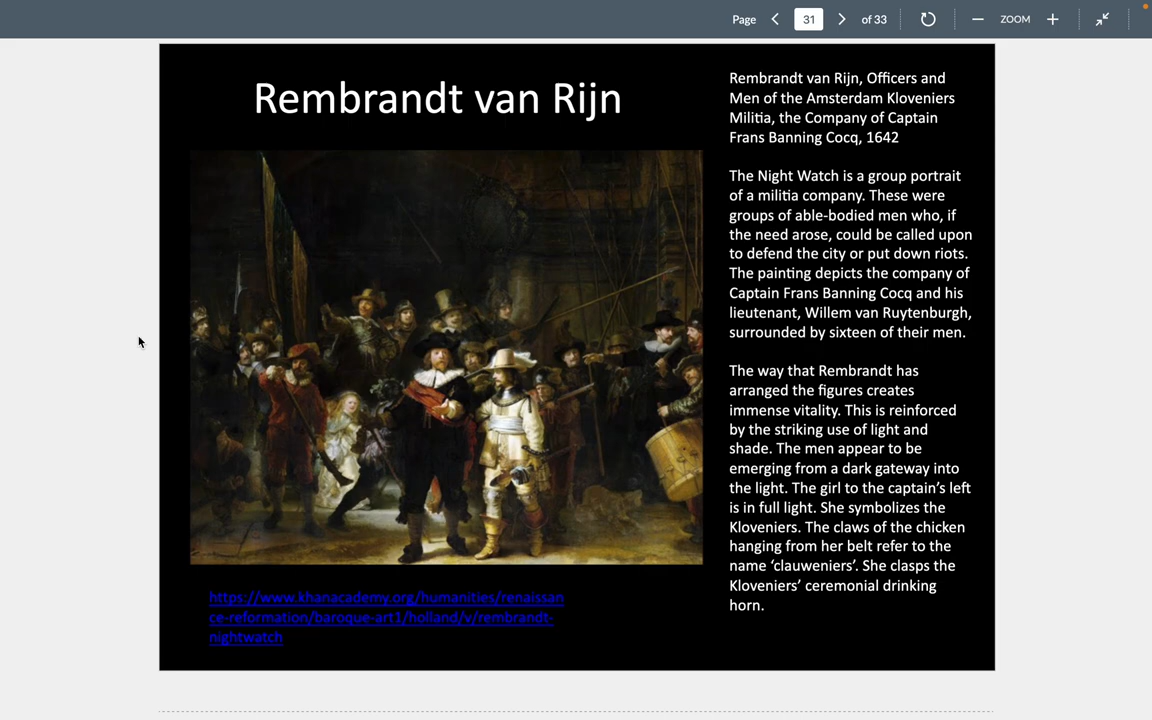 Page 31 of 33 ZOOM
Rembrandt van Rijn
Rembrandt van Rijn, Officers and
Men of the Amsterdam Kloveniers
Militia, the Company of Captain
Frans Banning Cocq, 1642
The Night Watch is a group portrait
of a militia company. These were
groups of able-bodied men who, if
the need arose, could be called upon
to defend the city or put down riots.
The painting depicts the company of
Captain Frans Banning Cocq and his
lieutenant, Willem van Ruytenburgh,
surrounded by sixteen of their men.
The way that Rembrandt has
arranged the figures creates
immense vitality. This is reinforced
by the striking use of light and
shade. The men appear to be
emerging from a dark gateway into
the light. The girl to the captain’s left
is in full light. She symbolizes the
Kloveniers. The claws of the chicken
hanging from her belt refer to the
name ‘clauweniers’. She clasps the
Kloveniers’ ceremonial drinking
horn.
https://www.khanacademy.org/humanities/renaissan
ce-reformation/baroque-art1/holland/v/rembrandt-
nightwatch